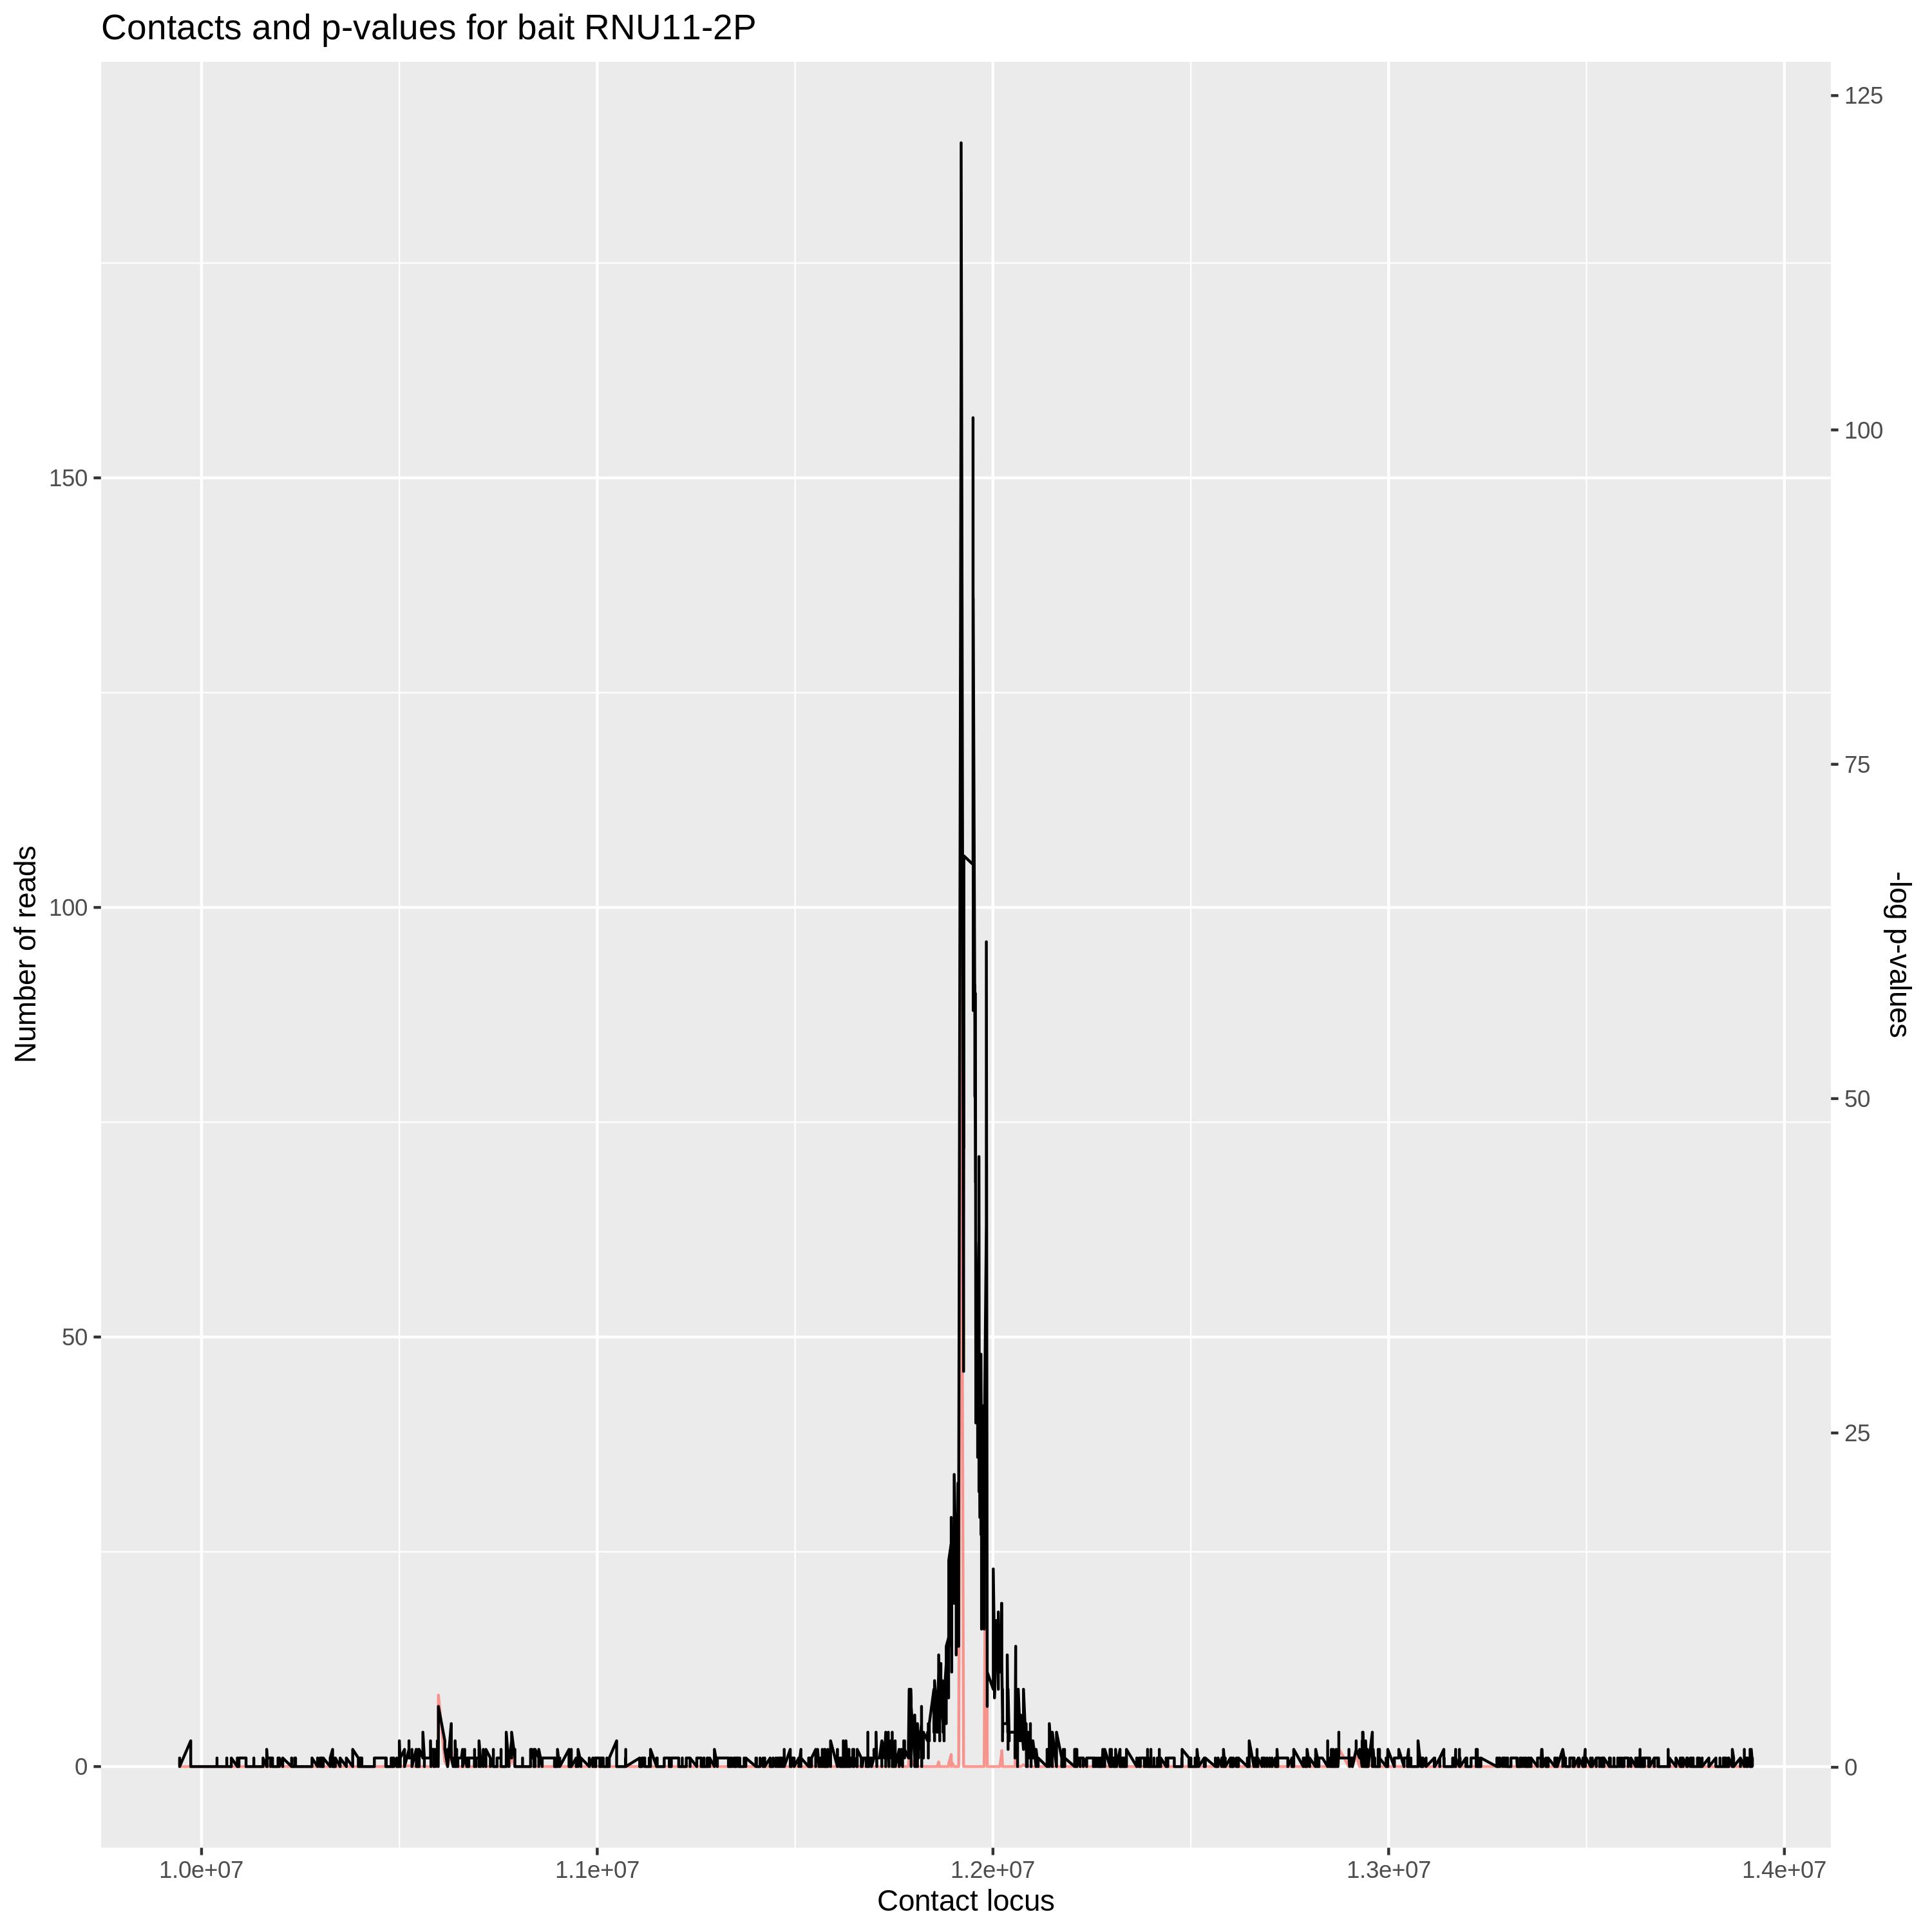 Contacts and p-values for bait RNU11-2P
125
100
75
50
25
0
150
100
50
0
Number of reads
-log p-values
1.0e+07
1.1e+07
1.2e+07
1.3e+07
1.4e+07
Contact locus